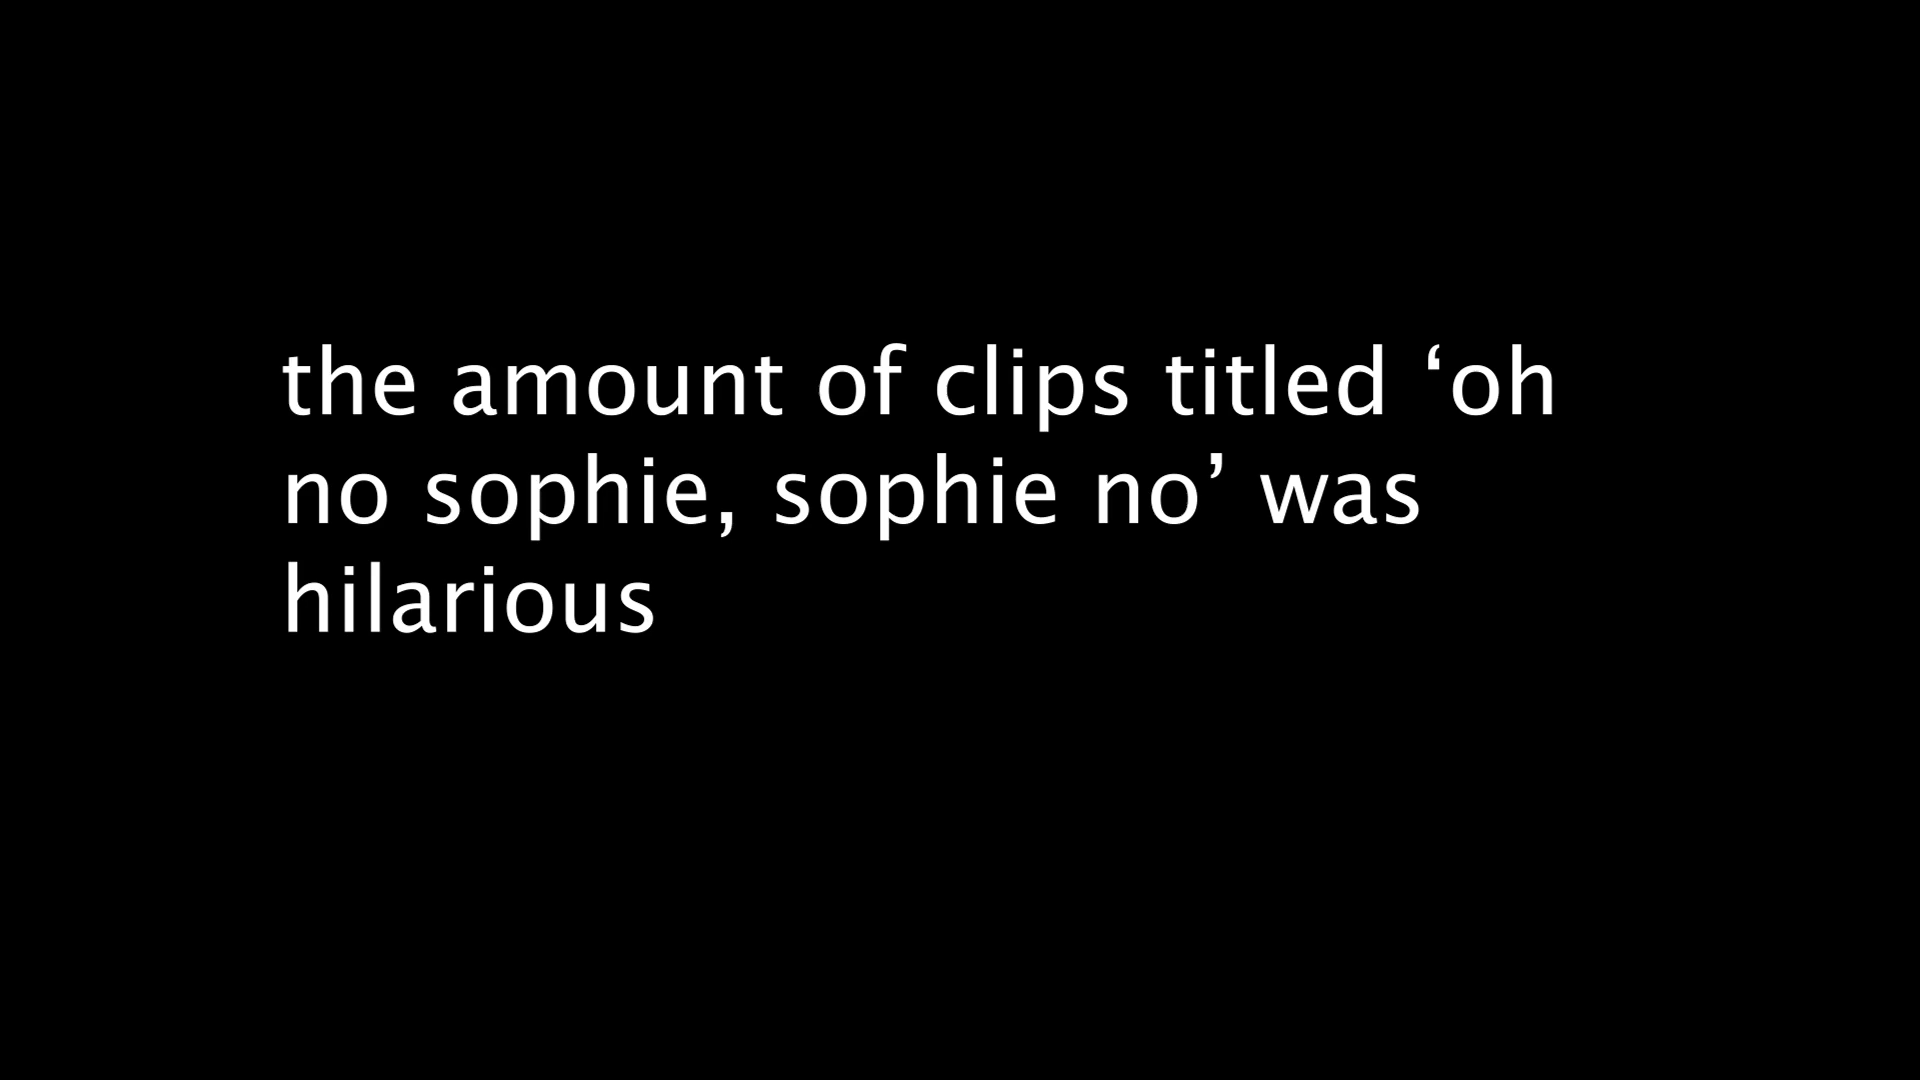 the amount of clips titled ‘oh
no sophie, sophie no’ was
hilarious